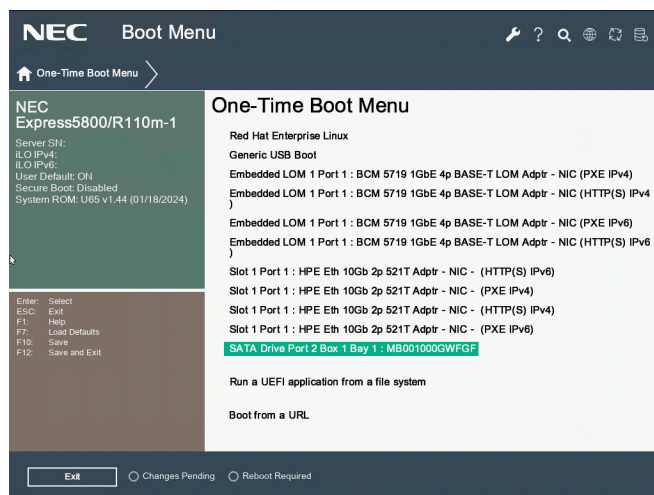 NEC Boot Menu
One-Time Boot Menu
NEC
Express5800/R110m-1
Server SN:
iLO IPv4:
iLO IPv6:
User Default: ON
Secure Boot: Disabled
System ROM: U65 v1.44 (01/18/2024)
Enter: Select
ESC: Exit
F1: Help
F7: Load Defaults
F10: Save
F12: Save and Exit
One-Time Boot Menu
Red Hat Enterprise Linux
Generic USB Boot
Embedded LOM 1 Port 1 : BCM 5719 1GbE 4p BASE-T LOM Adptr - NIC (PXE IPv4)
Embedded LOM 1 Port 1 : BCM 5719 1GbE 4p BASE-T LOM Adptr - NIC (HTTP(S) IPv4
)
Embedded LOM 1 Port 1 : BCM 5719 1GbE 4p BASE-T LOM Adptr - NIC (PXE IPv6)
Embedded LOM 1 Port 1 : BCM 5719 1GbE 4p BASE-T LOM Adptr - NIC (HTTP(S) IPv6
)
Slot 1 Port 1 : HPE Eth 10Gb 2p 521T Adptr - NIC - (HTTP(S) IPv6)
Slot 1 Port 1 : HPE Eth 10Gb 2p 521T Adptr - NIC - (PXE IPv4)
Slot 1 Port 1 : HPE Eth 10Gb 2p 521T Adptr - NIC - (HTTP(S) IPv4)
Slot 1 Port 1 : HPE Eth 10Gb 2p 521T Adptr - NIC - (PXE IPv6)
SATA Drive Port 2 Box 1 Bay 1 : MB001000GWFGF
Run a UEFI application from a file system
Boot from a URL
Exit Changes Pending Reboot Required